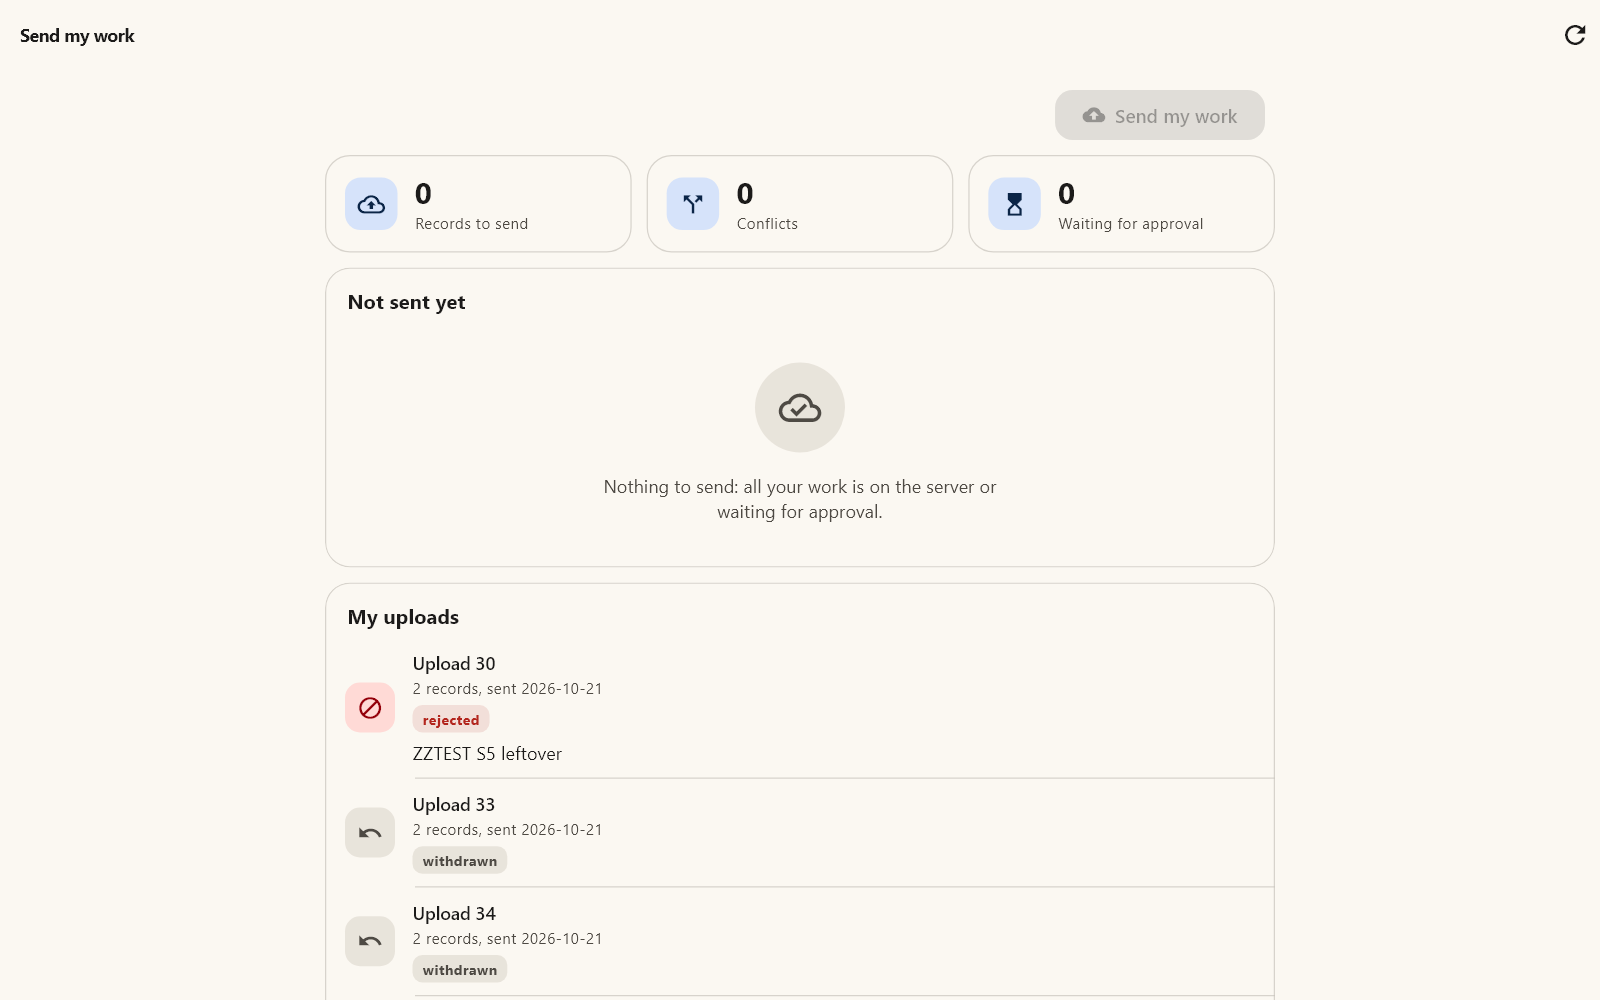 Send my work
Send my work
0
Records to send
0
Conflicts
0
Waiting for approval
Not sent yet
Nothing to send: all your work is on the server or
waiting for approval.
My uploads
Upload 30
2 records, sent 2026-10-21
rejected
ZZTEST S5 leftover
Upload 33
2 records, sent 2026-10-21
withdrawn
Upload 34
2 records, sent 2026-10-21
withdrawn